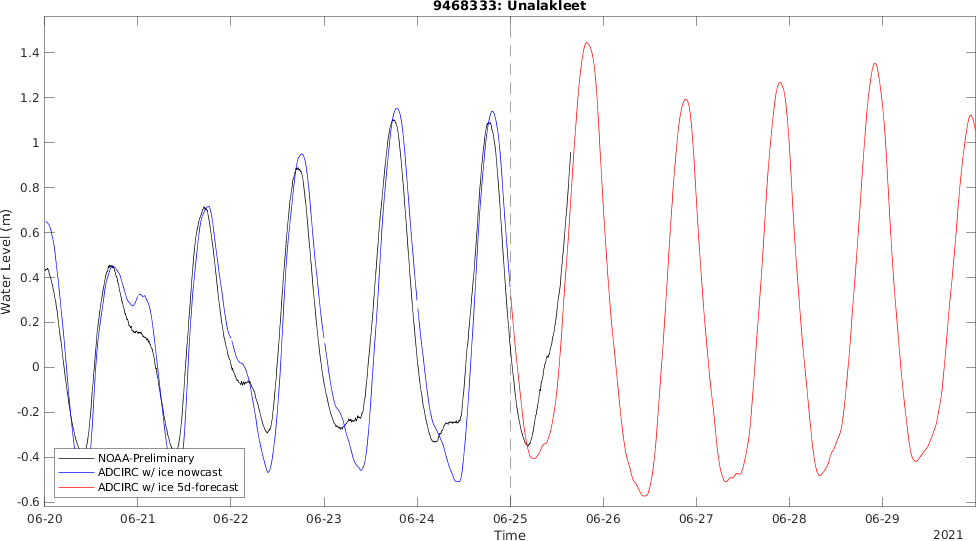 9468333: Unalakleet
Water Level (m)
1.4
1.2
1
0.8
0.6
0.4
0.2
0
-0.2
-0.4
-0.6
NOAA-Preliminary
ADCIRC w/ ice nowcast
ADCIRC w/ ice 5d-forecast
06-20 06-21 06-22 06-23 06-24 06-25 06-26 06-27 06-28 06-29
Time
2021